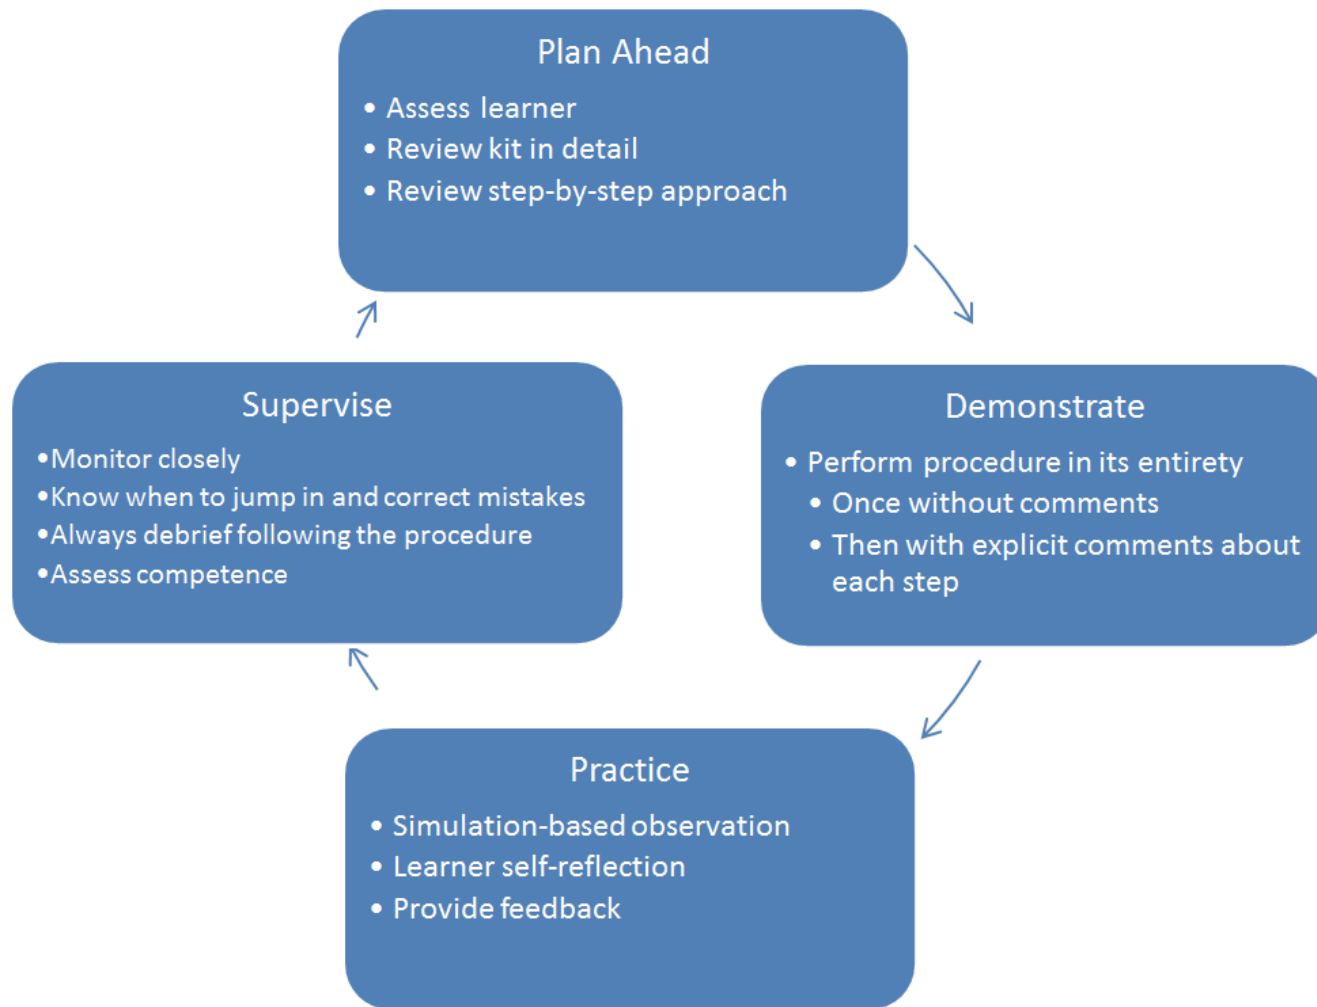 Plan Ahead
• Assess learner
• Review kit in detail
• Review step-by-step approach
Demonstrate
• Perform procedure in its entirety
• Once without comments
• Then with explicit comments about
each step
Practice
• Simulation-based observation
• Learner self-reflection
• Provide feedback
Supervise
•Monitor closely
•Know when to jump in and correct mistakes
•Always debrief following the procedure
•Assess competence